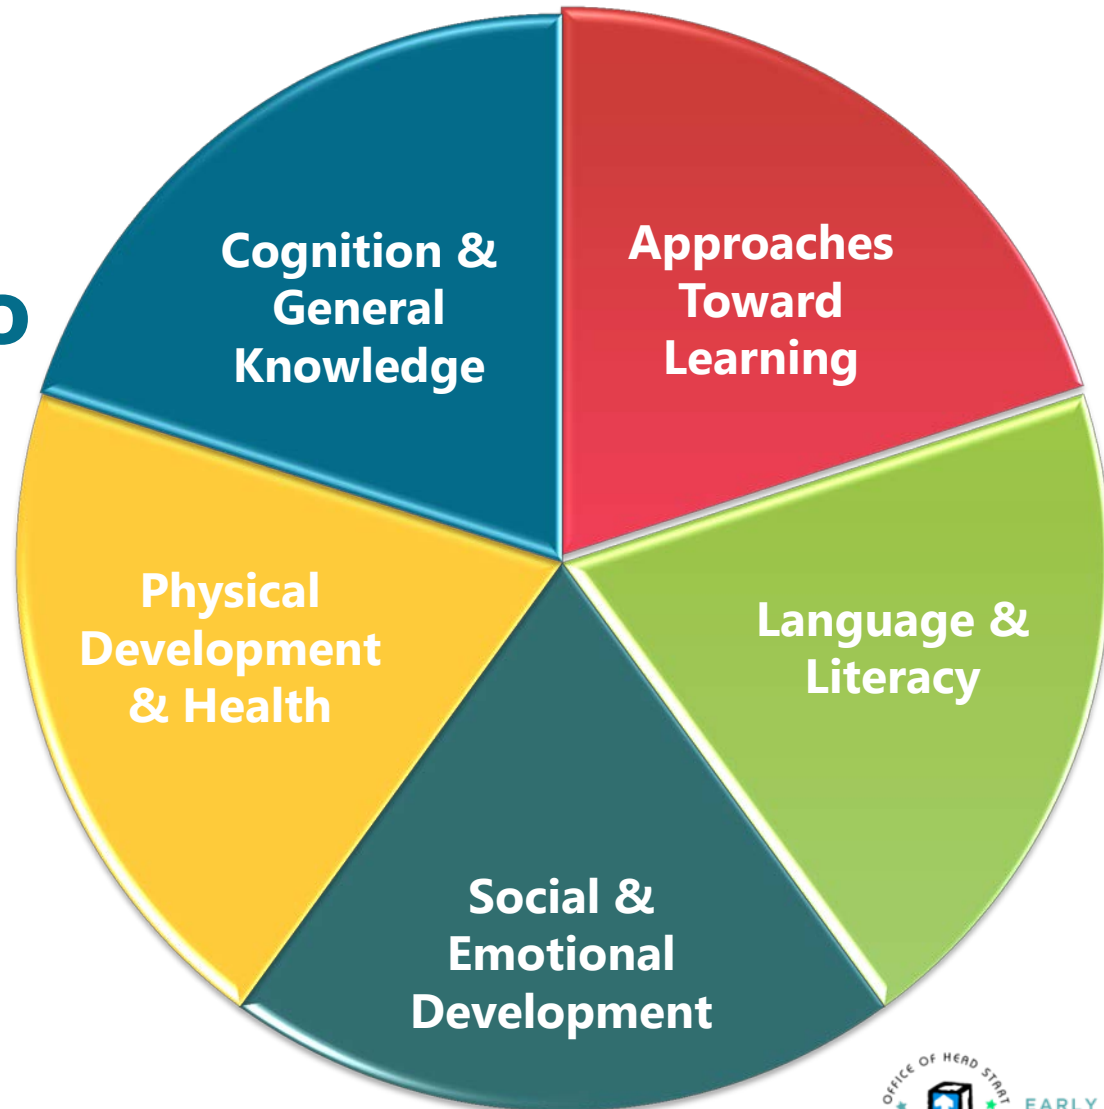 o
Cognition &
General
Knowledge
Approaches
Toward
Learning
Language &
Literacy
Social &
Emotional
Development
Physical
Development
& Health
OFFICE OF HEAD START
EARLY